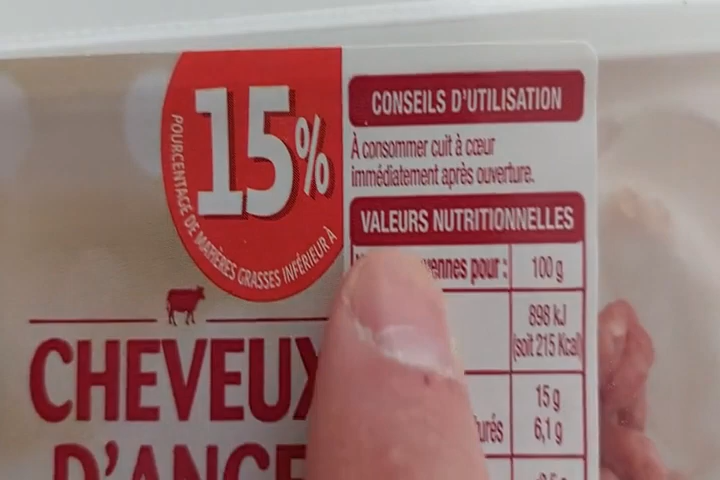 15%
POURCENTAGE DE MATIÈRES GRASSES INFÉRIEUR À
CHEVEUX
D'ANGE
CONSEILS D'UTILISATION
À consommer cuit à cœur
immédiatement après ouverture.
VALEURS NUTRITIONNELLES
pour : 100 g
898 kJ
(soit 215 Kcal)
15 g
6,1 g